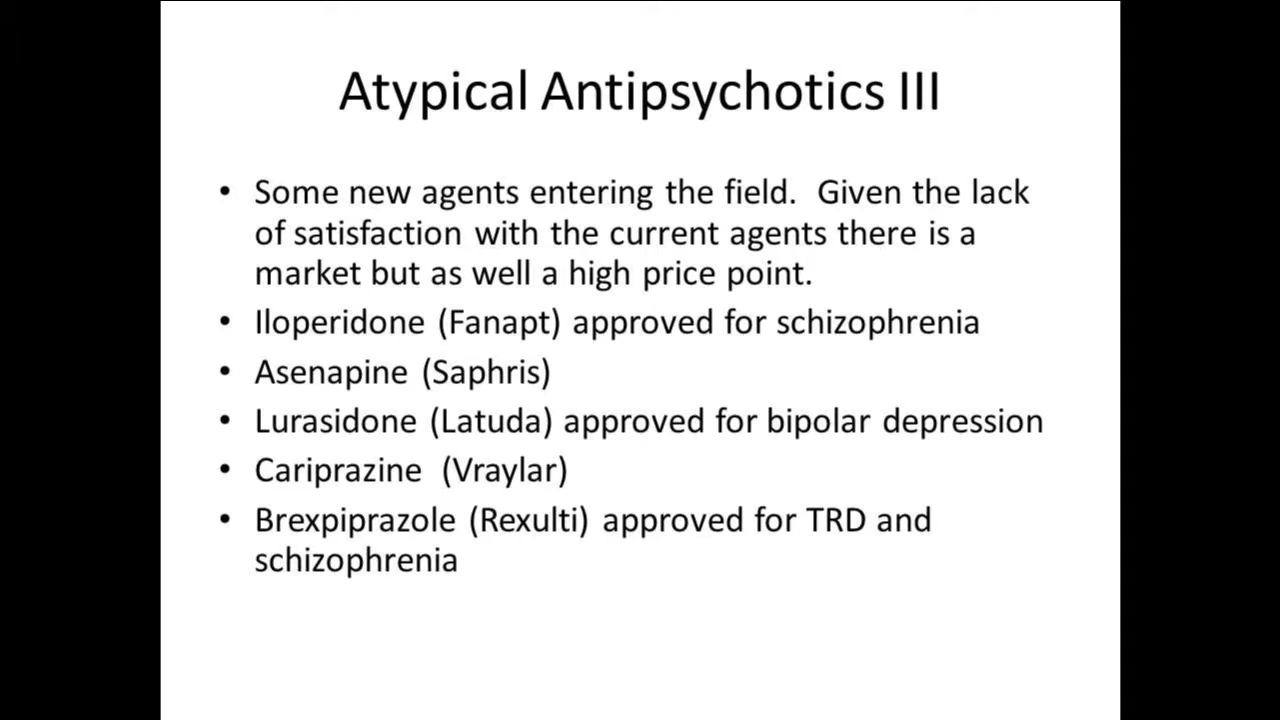 Atypical Antipsychotics III
• Some new agents entering the field.  Given the lack
of satisfaction with the current agents there is a
market but as well a high price point.
• Iloperidone (Fanapt) approved for schizophrenia
• Asenapine (Saphris)
• Lurasidone (Latuda) approved for bipolar depression
• Cariprazine  (Vraylar)
• Brexpiprazole (Rexulti) approved for TRD and
schizophrenia